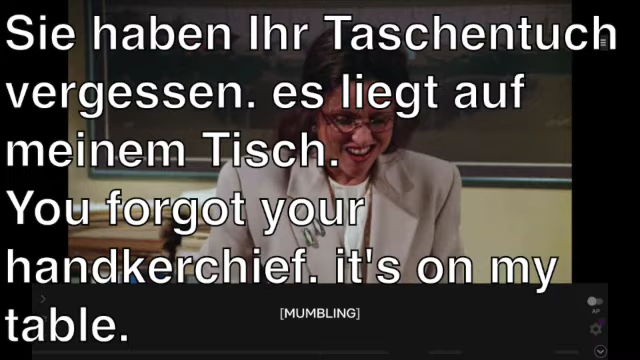 Sie haben Ihr Taschentuch
vergessen. es liegt auf
meinem Tisch.
You forgot your
handkerchief. it's on my
table.
[MUMBLING]
AP